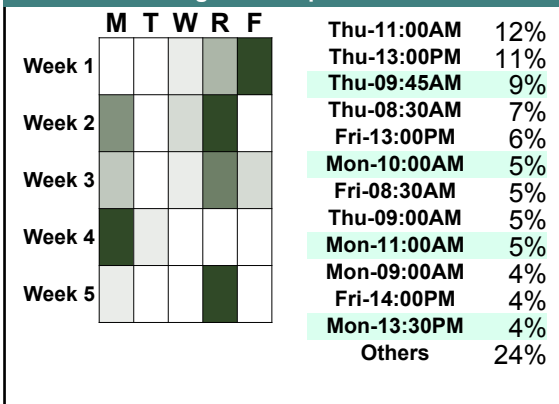 M T W R F
Week 1
Week 2
Week 3
Week 4
Week 5
Thu-11:00AM 12%
Thu-13:00PM 11%
Thu-09:45AM 9%
Thu-08:30AM 7%
Fri-13:00PM 6%
Mon-10:00AM 5%
Fri-08:30AM 5%
Thu-09:00AM 5%
Mon-11:00AM 5%
Mon-09:00AM 4%
Fri-14:00PM 4%
Mon-13:30PM 4%
Others 24%